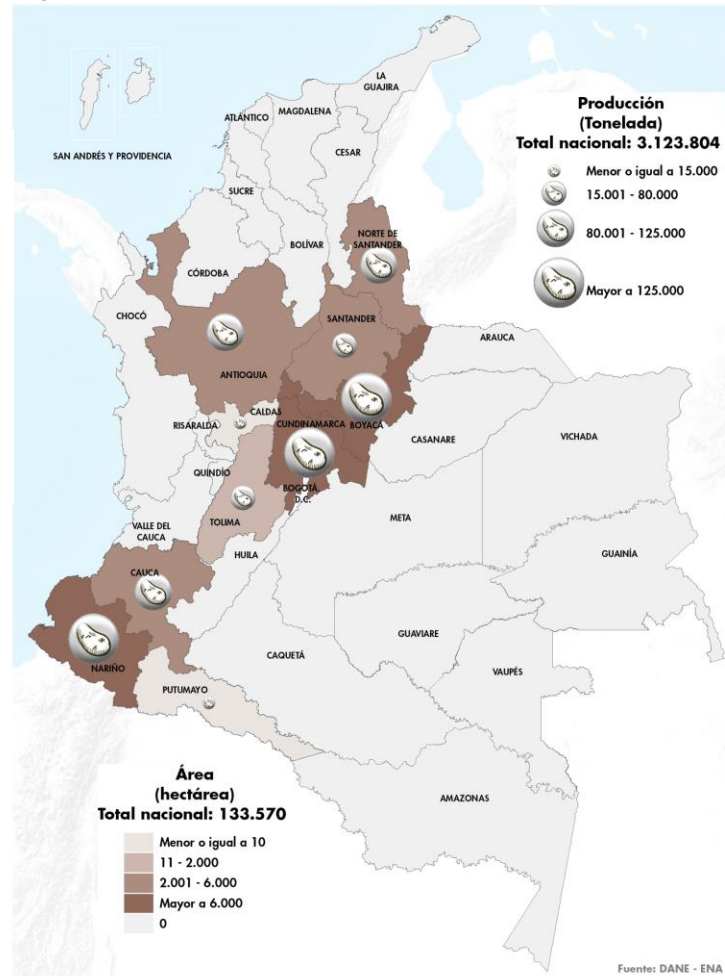 LA
GUAJIRA
ATLÁNTICO
MAGDALENA
SAN ANDRÉS Y PROVIDENCIA
CESAR
SUCRE
BOLÍVAR
NORTE DE
SANTANDER
CÓRDOBA
CHOCÓ
SANTANDER
ARAUCA
ANTIOQUIA
CALDAS
RISARALDA
CUNDINAMARCA
BOYACÁ
CASANARE
VICHADA
QUINDÍO
BOGOTÁ,
D.C.
TOLIMA
VALLE DEL
CAUCA
META
HUILA
GUAINÍA
CAUCA
GUAVIARE
NARIÑO
CAQUETÁ
VAUPÉS
PUTUMAYO
AMAZONAS
Producción
(Tonelada)
Total nacional: 3.123.804
Menor o igual a 15.000
15.001 - 80.000
80.001 - 125.000
Mayor a 125.000
Área
(hectárea)
Total nacional: 133.570
Menor o igual a 10
11 - 2.000
2.001 - 6.000
Mayor a 6.000
0
Fuente: DANE - ENA